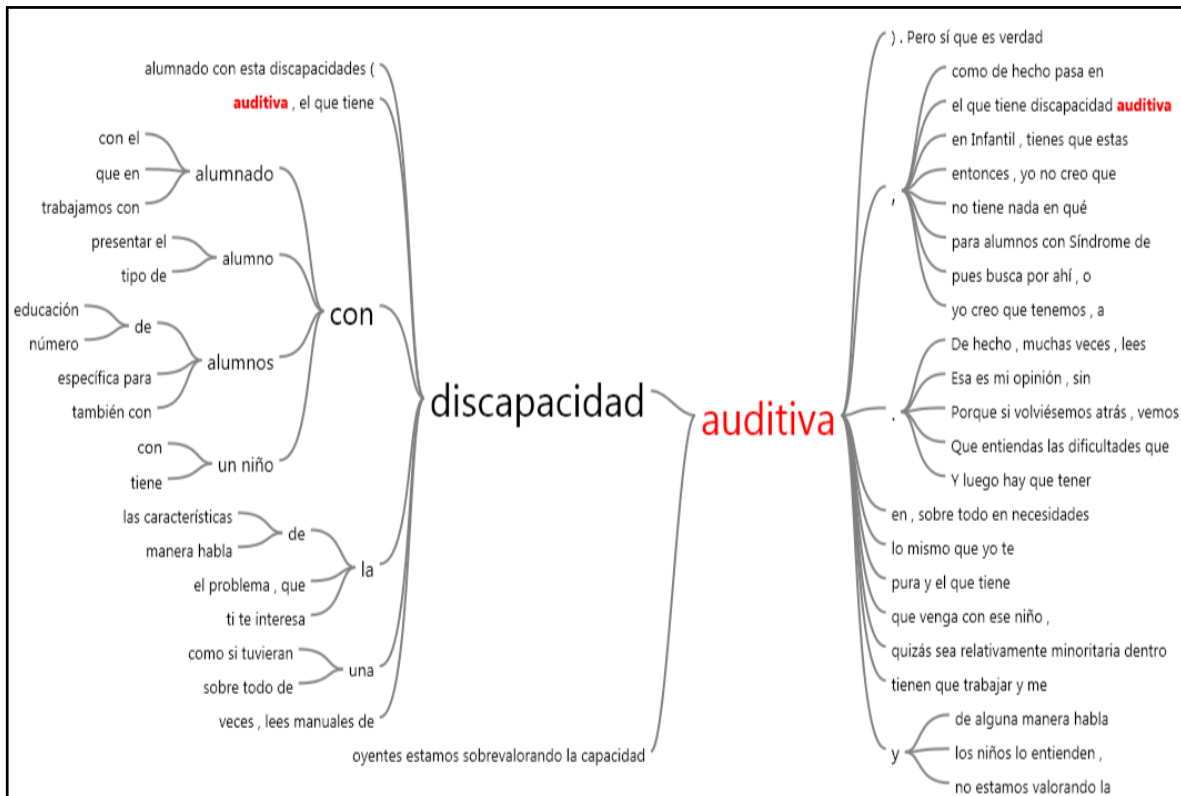 alumnado con esta discapacidades (
auditiva , el que tiene
con el
que en
trabajamos con
alumnado
presentar el
tipo de
alumno
educación
número
de
específica para
también con
alumnos
con
tiene
un niño
con
las características
manera habla
de
el problema , que
ti te interesa
la
como si tuvieran
sobre todo de
una
veces , lees manuales de
discapacidad
oyentes estamos sobrevalorando la capacidad
auditiva
) . Pero sí que es verdad
,
como de hecho pasa en
el que tiene discapacidad auditiva
en Infantil , tienes que estas
entonces , yo no creo que
no tiene nada en qué
para alumnos con Síndrome de
pues busca por ahí , o
yo creo que tenemos , a
.
De hecho , muchas veces , lees
Esa es mi opinión , sin
Porque si volviésemos atrás , vemos
Que entiendas las dificultades que
Y luego hay que tener
en , sobre todo en necesidades
lo mismo que yo te
pura y el que tiene
que venga con ese niño ,
quizás sea relativamente minoritaria dentro
tienen que trabajar y me
y
de alguna manera habla
los niños lo entienden ,
no estamos valorando la